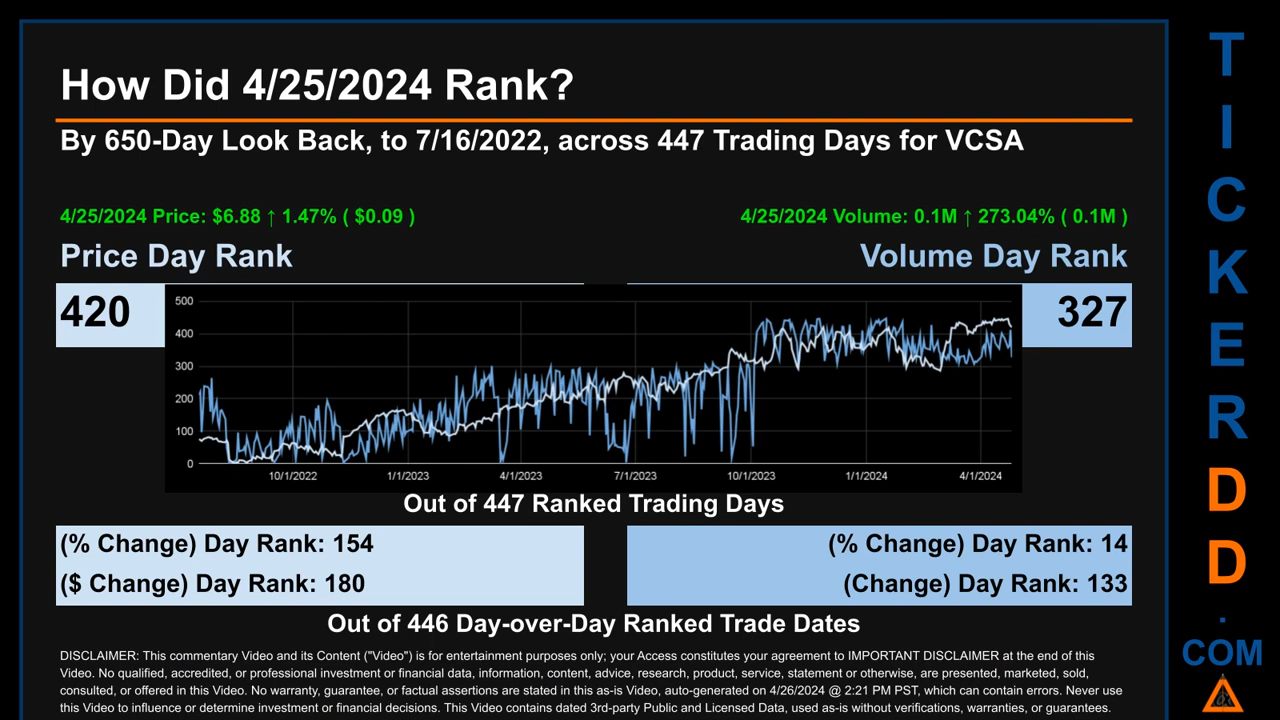 How Did 4/25/2024 Rank?
By 650-Day Look Back, to 7/16/2022, across 447 Trading Days for VCSA
4/25/2024 Price: $6.88 ↑ 1.47% ( $0.09 )
4/25/2024 Volume: 0.1M ↑ 273.04% ( 0.1M )
Price Day Rank
Volume Day Rank
420
327
500
400
300
200
100
0
10/1/2022
1/1/2023
4/1/2023
7/1/2023
10/1/2023
1/1/2024
4/1/2024
Out of 447 Ranked Trading Days
(% Change) Day Rank: 154
($ Change) Day Rank: 180
(% Change) Day Rank: 14
(Change) Day Rank: 133
Out of 446 Day-over-Day Ranked Trade Dates
DISCLAIMER: This commentary Video and its Content ("Video") is for entertainment purposes only; your Access constitutes your agreement to IMPORTANT DISCLAIMER at the end of this
Video. No qualified, accredited, or professional investment or financial data, information, content, advice, research, product, service, statement or otherwise, are presented, marketed, sold,
consulted, or offered in this Video. No warranty, guarantee, or factual assertions are stated in this as-is Video, auto-generated on 4/26/2024 @ 2:21 PM PST, which can contain errors. Never use
this Video to influence or determine investment or financial decisions. This Video contains dated 3rd-party Public and Licensed Data, used as-is without verifications, warranties, or guarantees.
T
I
C
K
E
R
D
D
.
COM